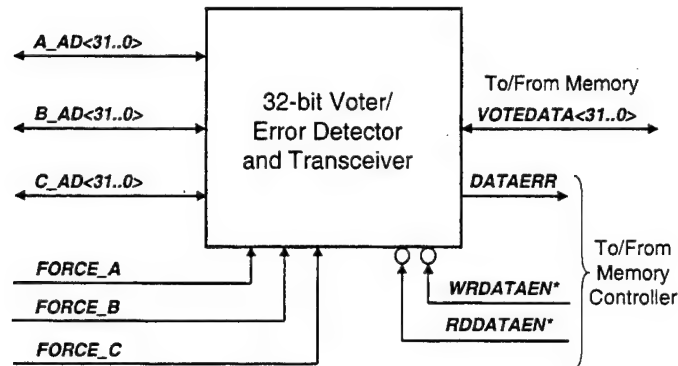 A_AD<31..0>
B_AD<31..0>
C_AD<31..0>
32-bit Voter/
Error Detector
and Transceiver
To/From Memory
VOTEDATA<31..0>
DATAERR
FORCE_A
FORCE_B
FORCE_C
WRDATAEN*
RDDATAEN*
To/From
Memory
Controller